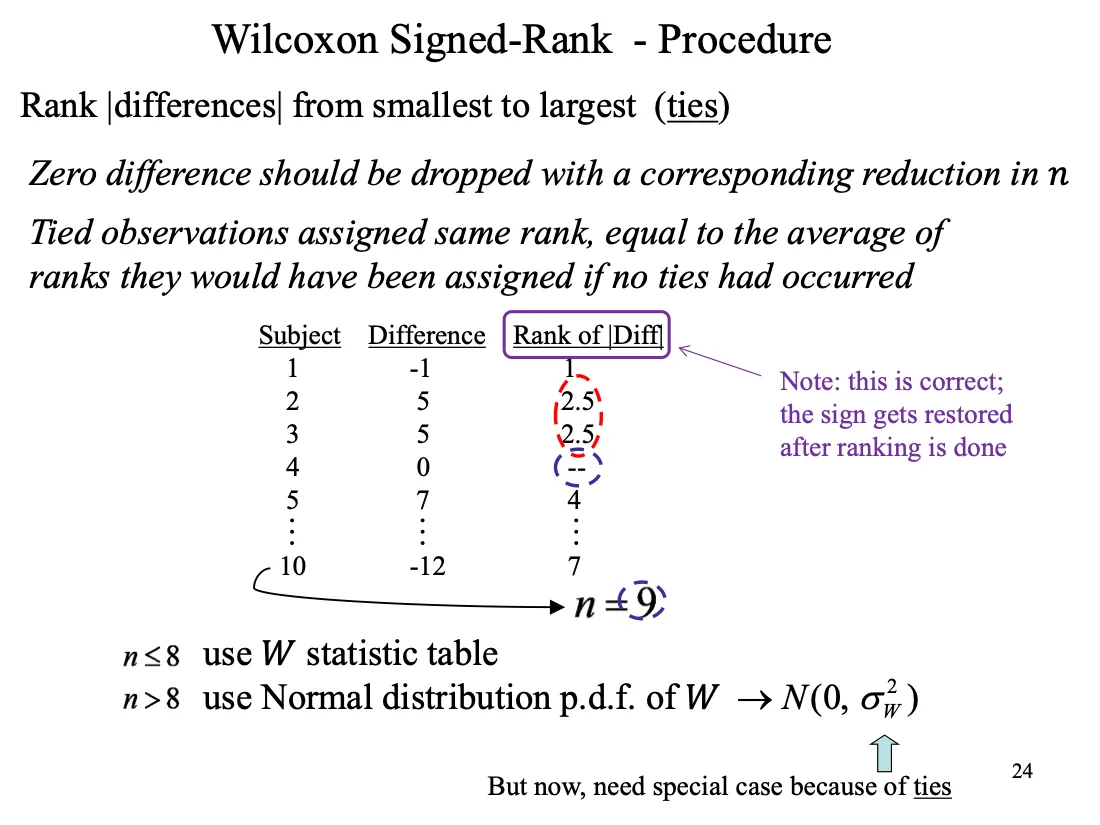 Wilcoxon Signed-Rank - Procedure
Rank |differences| from smallest to largest (ties)
Zero difference should be dropped with a corresponding reduction in n
Tied observations assigned same rank, equal to the average of
ranks they would have been assigned if no ties had occurred
Subject Difference Rank of |Diff|
1 -1 1
2 5 2.5
3 5 2.5
4 0 --
5 7 4
⋮ ⋮ ⋮
10 -12 7
Note: this is correct;
the sign gets restored
after ranking is done
n = 9
n ≤ 8 use W statistic table
n > 8 use Normal distribution p.d.f. of W → N(0, σ²_W)
But now, need special case because of ties
24